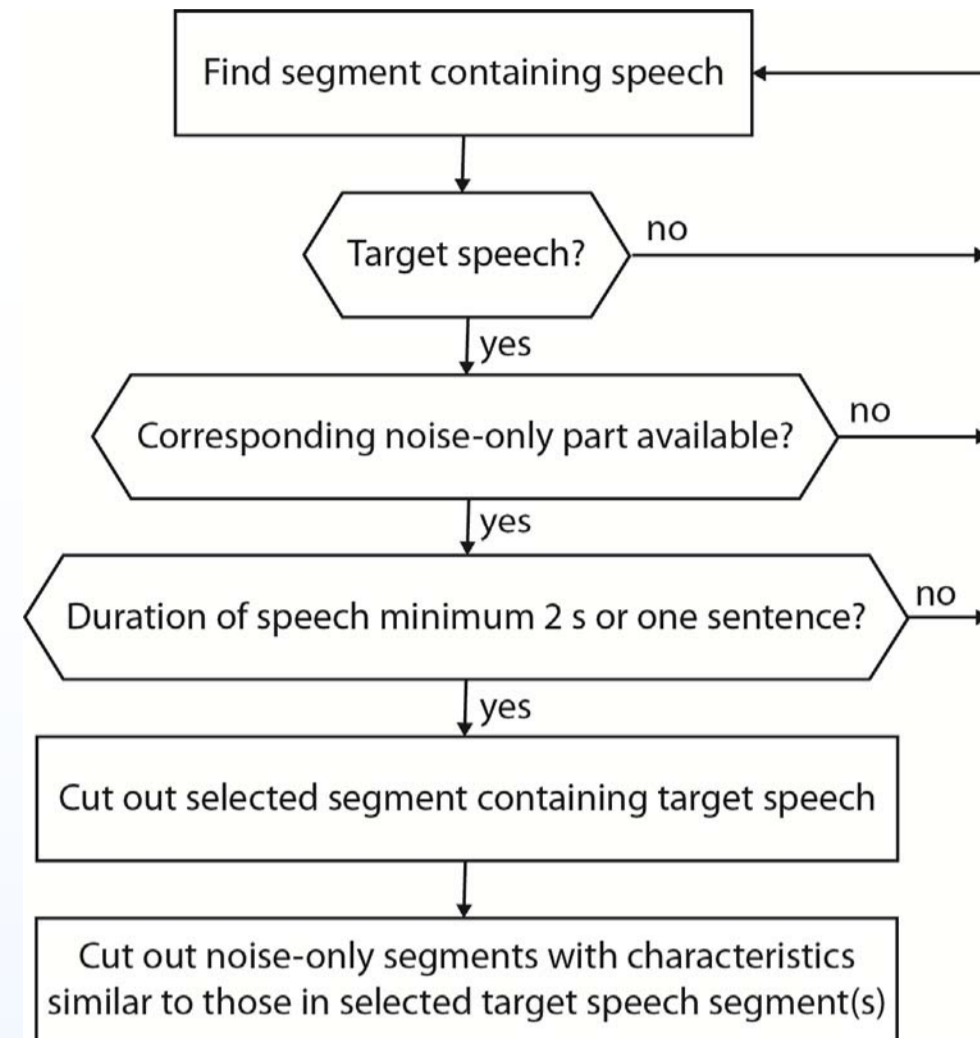 Find segment containing speech
Target speech?
no
yes
Corresponding noise-only part available?
no
yes
Duration of speech minimum 2 s or one sentence?
no
yes
Cut out selected segment containing target speech
Cut out noise-only segments with characteristics
similar to those in selected target speech segment(s)